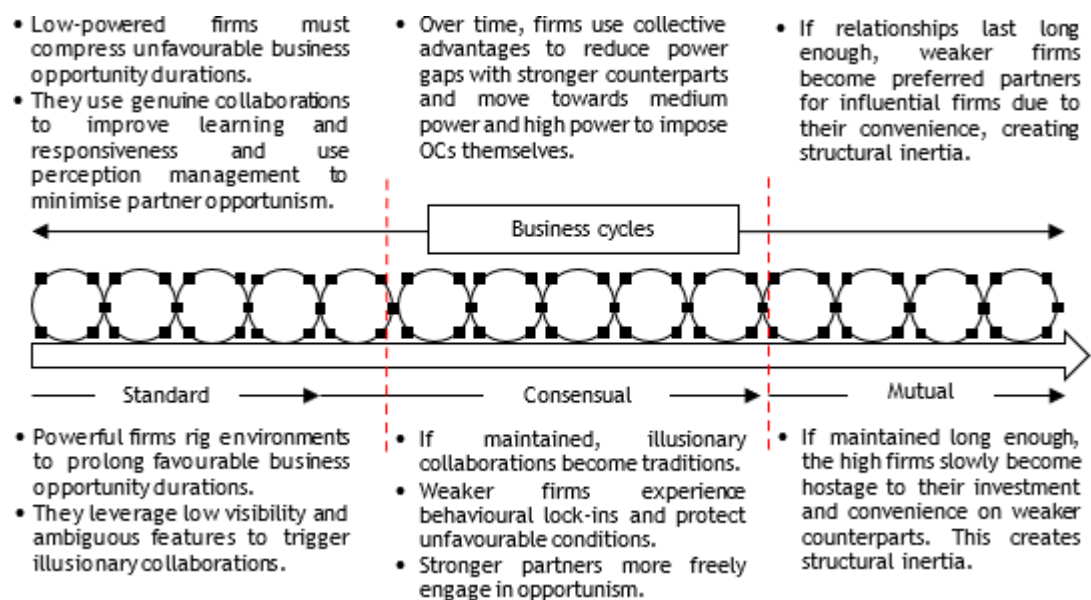 • Low-powered firms must
compress unfavourable business
opportunity durations.
• They use genuine collaborations
to improve learning and
responsiveness and use
perception management to
minimise partner opportunism.
• Over time, firms use collective
advantages to reduce power
gaps with stronger counterparts
and move towards medium
power and high power to impose
OCs themselves.
• If relationships last long
enough, weaker firms
become preferred partners
for influential firms due to
their convenience, creating
structural inertia.
Business cycles
Standard
Consensual
Mutual
• Powerful firms rig environments
to prolong favourable business
opportunity durations.
• They leverage low visibility and
ambiguous features to trigger
illusionary collaborations.
• If maintained, illusionary
collaborations become traditions.
• Weaker firms experience
behavioural lock-ins and protect
unfavourable conditions.
• Stronger partners more freely
engage in opportunism.
• If maintained long enough,
the high firms slowly become
hostage to their investment
and convenience on weaker
counterparts. This creates
structural inertia.